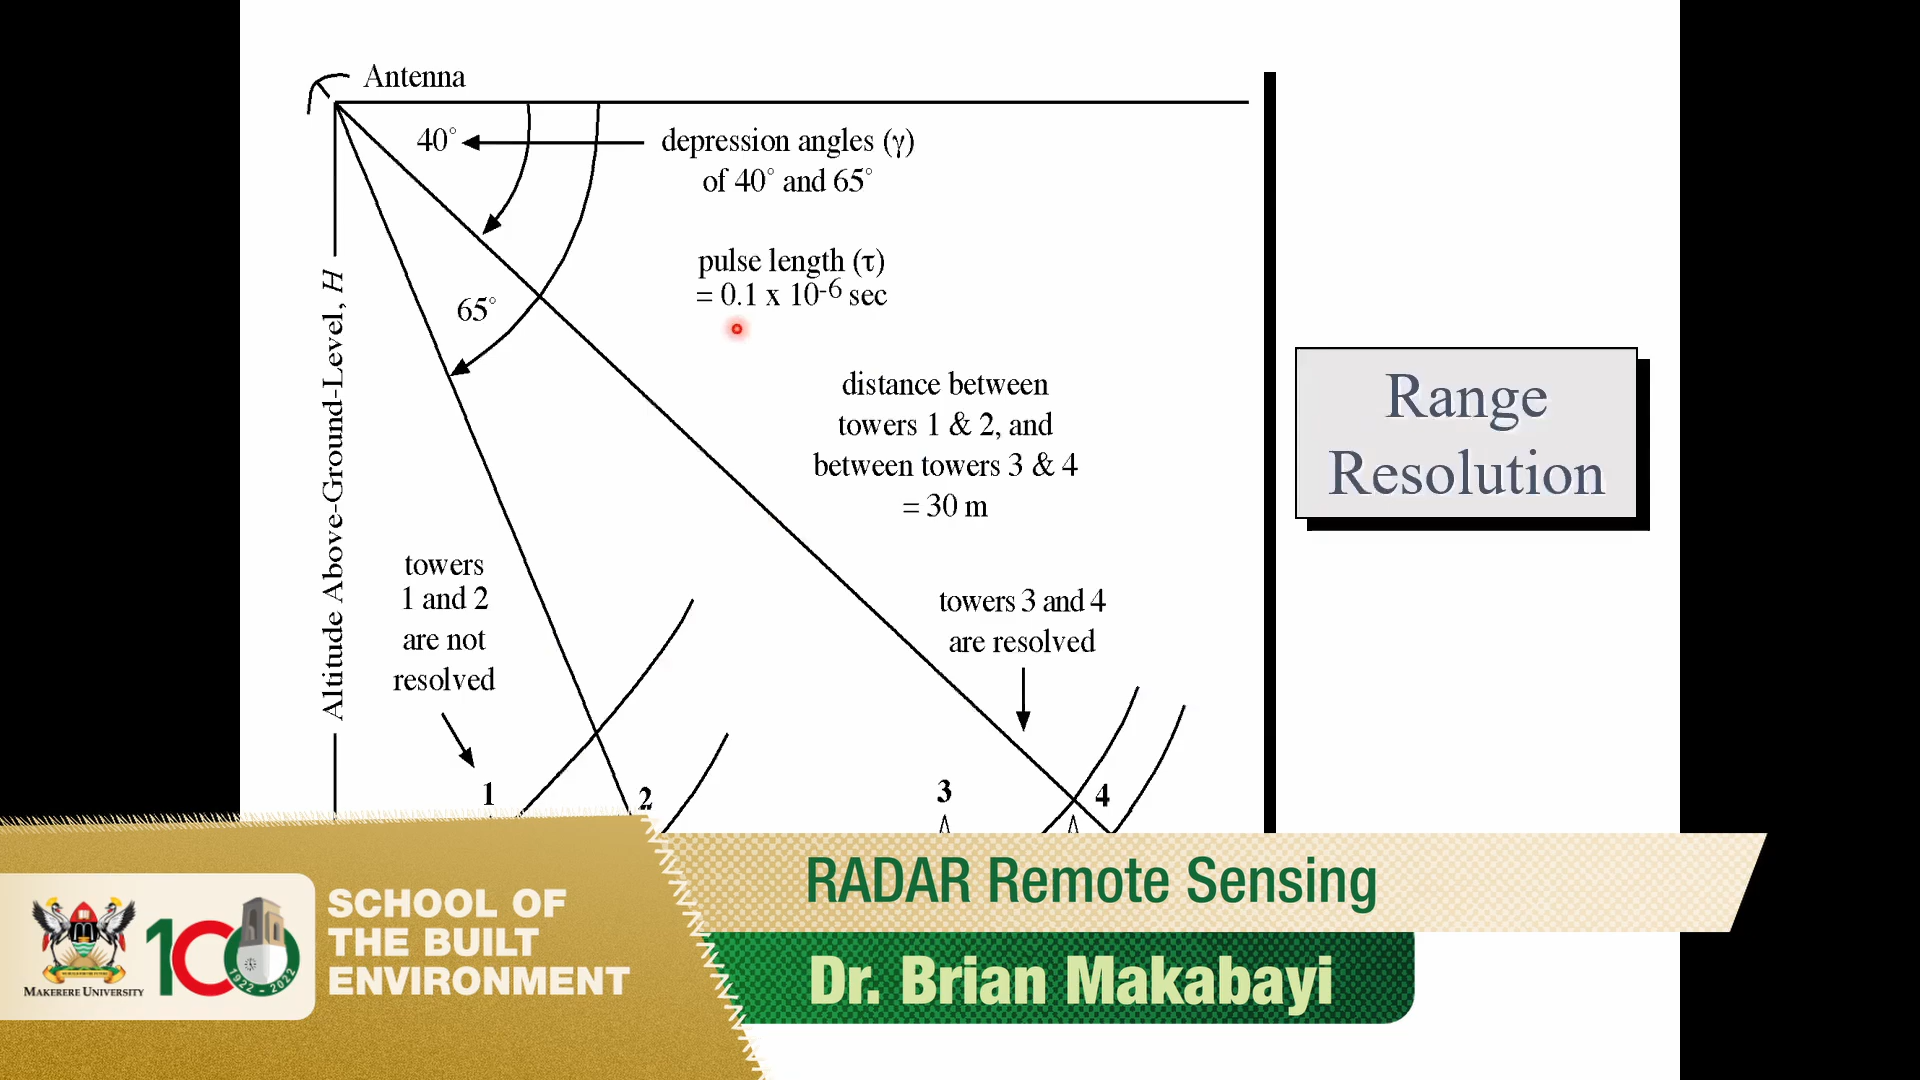 Antenna
40°
depression angles (γ)
of 40° and 65°
pulse length (τ)
= 0.1 x 10-6 sec
65°
Altitude Above-Ground-Level, H
distance between
towers 1 & 2, and
between towers 3 & 4
= 30 m
Range
Resolution
towers
1 and 2
are not
resolved
towers 3 and 4
are resolved
1
2
3
4
RADAR Remote Sensing
Dr. Brian Makabayi
SCHOOL OF
THE BUILT
ENVIRONMENT
100
1922 - 2022
MAKERERE UNIVERSITY